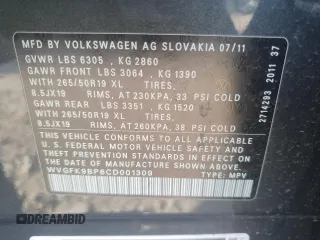 MFD BY VOLKSWAGEN AG SLOVAKIA 07/11
GVWR LBS 6305 , KG 2860
GAWR FRONT LBS 3064 , KG 1390
WITH 265/50R19 XL TIRES,
8.5JX19 RIMS, AT 230KPA, 33 PSI COLD
GAWR REAR LBS 3351 , KG 1520
WITH 265/50R19 XL TIRES,
8.5JX19 RIMS, AT 260KPA, 38 PSI COLD
THIS VEHICLE CONFORMS TO ALL APPLICABLE
U.S. FEDERAL MOTOR VEHICLE SAFETY
STANDARDS IN EFFECT ON THE DATE OF
MANUFACTURE SHOWN ABOVE.
WVGFK9BP6CD001309 TYPE: MPV
2714293 2011 37
DREAMBID.COM